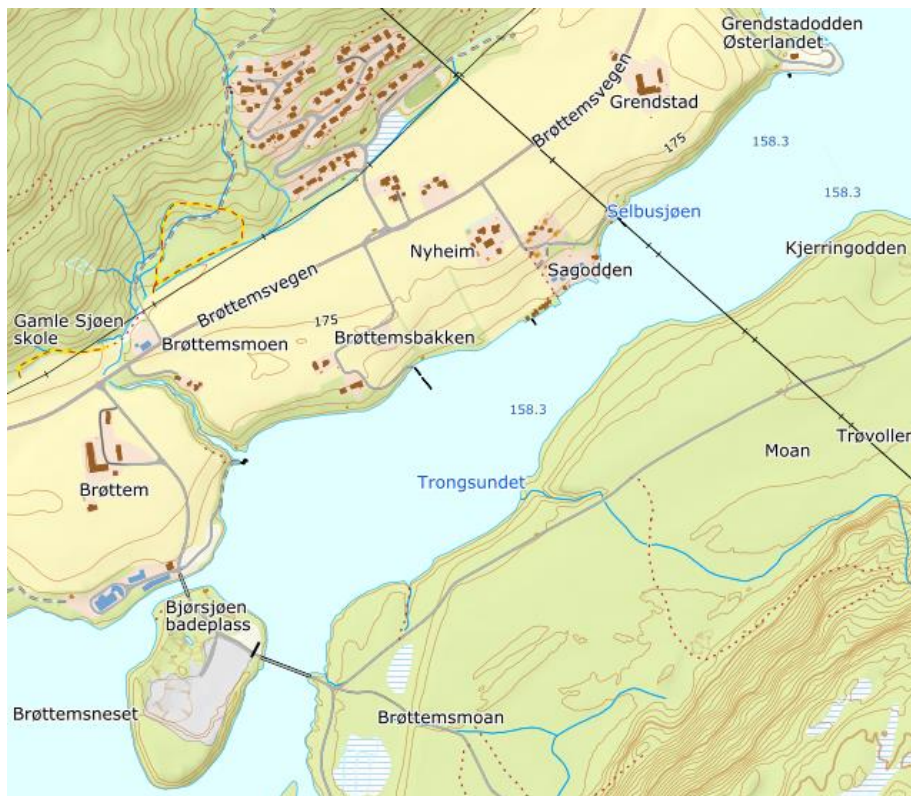 Grendstadodden
Østerlandet
Brøttemsvegen
Grendstad
175
158.3
158.3
Selbusjøen
Kjerringodden
Nyheim
Sagodden
Brøttemsvegen
Gamle Sjøen
skole
175
Brøttemsmoen
Brøttemsbakken
158.3
Trøvollen
Moan
Trongsundet
Brøttem
Bjørsjøen
badeplass
Brøttemsneset
Brøttemsmoan